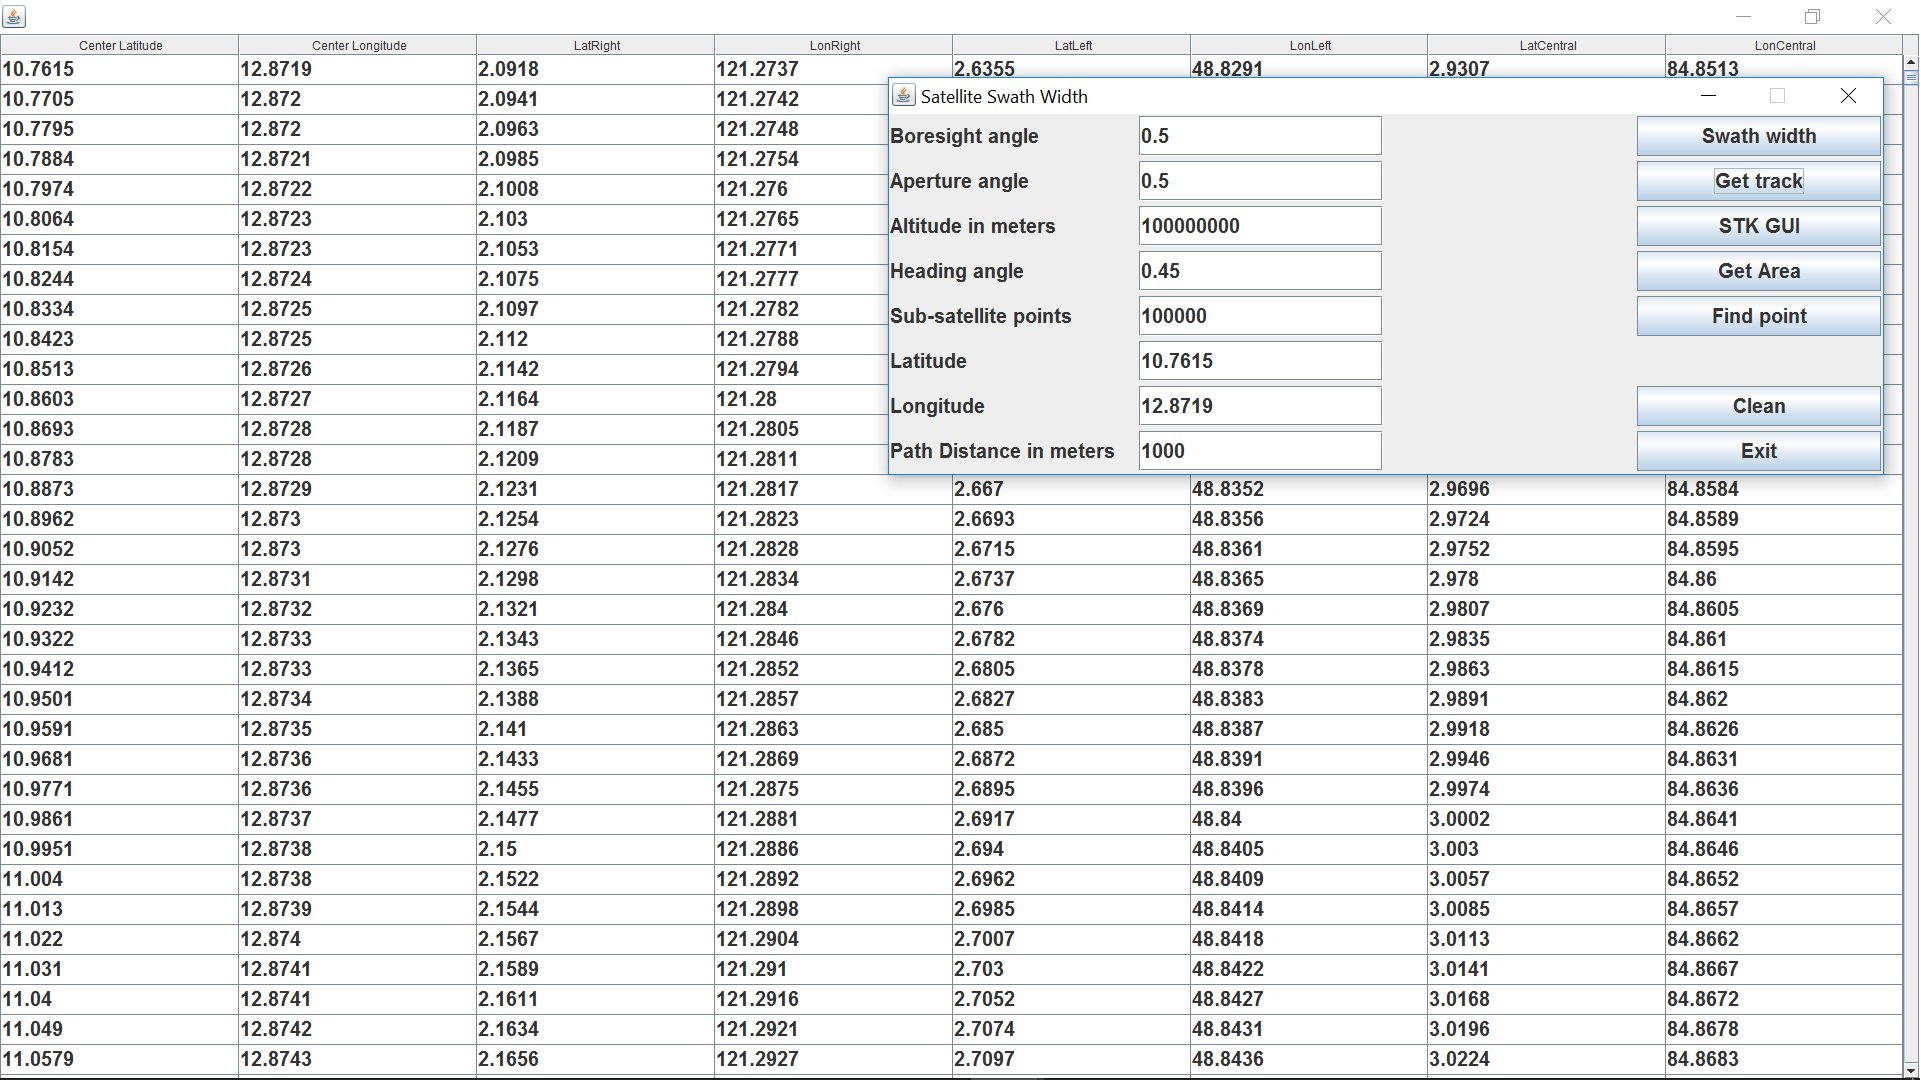 Center Latitude Center Longitude LatRight LonRight LatLeft LonLeft LatCentral LonCentral
10.7615 12.8719 2.0918 121.2737 2.6355 48.8291 2.9307 84.8513
10.7705 12.872 2.0941 121.2742
10.7795 12.872 2.0963 121.2748
10.7884 12.8721 2.0985 121.2754
10.7974 12.8722 2.1008 121.276
10.8064 12.8723 2.103 121.2765
10.8154 12.8723 2.1053 121.2771
10.8244 12.8724 2.1075 121.2777
10.8334 12.8725 2.1097 121.2782
10.8423 12.8725 2.112 121.2788
10.8513 12.8726 2.1142 121.2794
10.8603 12.8727 2.1164 121.28
10.8693 12.8728 2.1187 121.2805
10.8783 12.8728 2.1209 121.2811
Satellite Swath Width
Boresight angle 0.5 Swath width
Aperture angle 0.5 Get track
Altitude in meters 100000000 STK GUI
Heading angle 0.45 Get Area
Sub-satellite points 100000 Find point
Latitude 10.7615
Longitude 12.8719 Clean
Path Distance in meters 1000 Exit
10.8873 12.8729 2.1231 121.2817 2.667 48.8352 2.9696 84.8584
10.8962 12.873 2.1254 121.2823 2.6693 48.8356 2.9724 84.8589
10.9052 12.873 2.1276 121.2828 2.6715 48.8361 2.9752 84.8595
10.9142 12.8731 2.1298 121.2834 2.6737 48.8365 2.978 84.86
10.9232 12.8732 2.1321 121.284 2.676 48.8369 2.9807 84.8605
10.9322 12.8733 2.1343 121.2846 2.6782 48.8374 2.9835 84.861
10.9412 12.8733 2.1365 121.2852 2.6805 48.8378 2.9863 84.8615
10.9501 12.8734 2.1388 121.2857 2.6827 48.8383 2.9891 84.862
10.9591 12.8735 2.141 121.2863 2.685 48.8387 2.9918 84.8626
10.9681 12.8736 2.1433 121.2869 2.6872 48.8391 2.9946 84.8631
10.9771 12.8736 2.1455 121.2875 2.6895 48.8396 2.9974 84.8636
10.9861 12.8737 2.1477 121.2881 2.6917 48.84 3.0002 84.8641
10.9951 12.8738 2.15 121.2886 2.694 48.8405 3.003 84.8646
11.004 12.8738 2.1522 121.2892 2.6962 48.8409 3.0057 84.8652
11.013 12.8739 2.1544 121.2898 2.6985 48.8414 3.0085 84.8657
11.022 12.874 2.1567 121.2904 2.7007 48.8418 3.0113 84.8662
11.031 12.8741 2.1589 121.291 2.703 48.8422 3.0141 84.8667
11.04 12.8741 2.1611 121.2916 2.7052 48.8427 3.0168 84.8672
11.049 12.8742 2.1634 121.2921 2.7074 48.8431 3.0196 84.8678
11.0579 12.8743 2.1656 121.2927 2.7097 48.8436 3.0224 84.8683